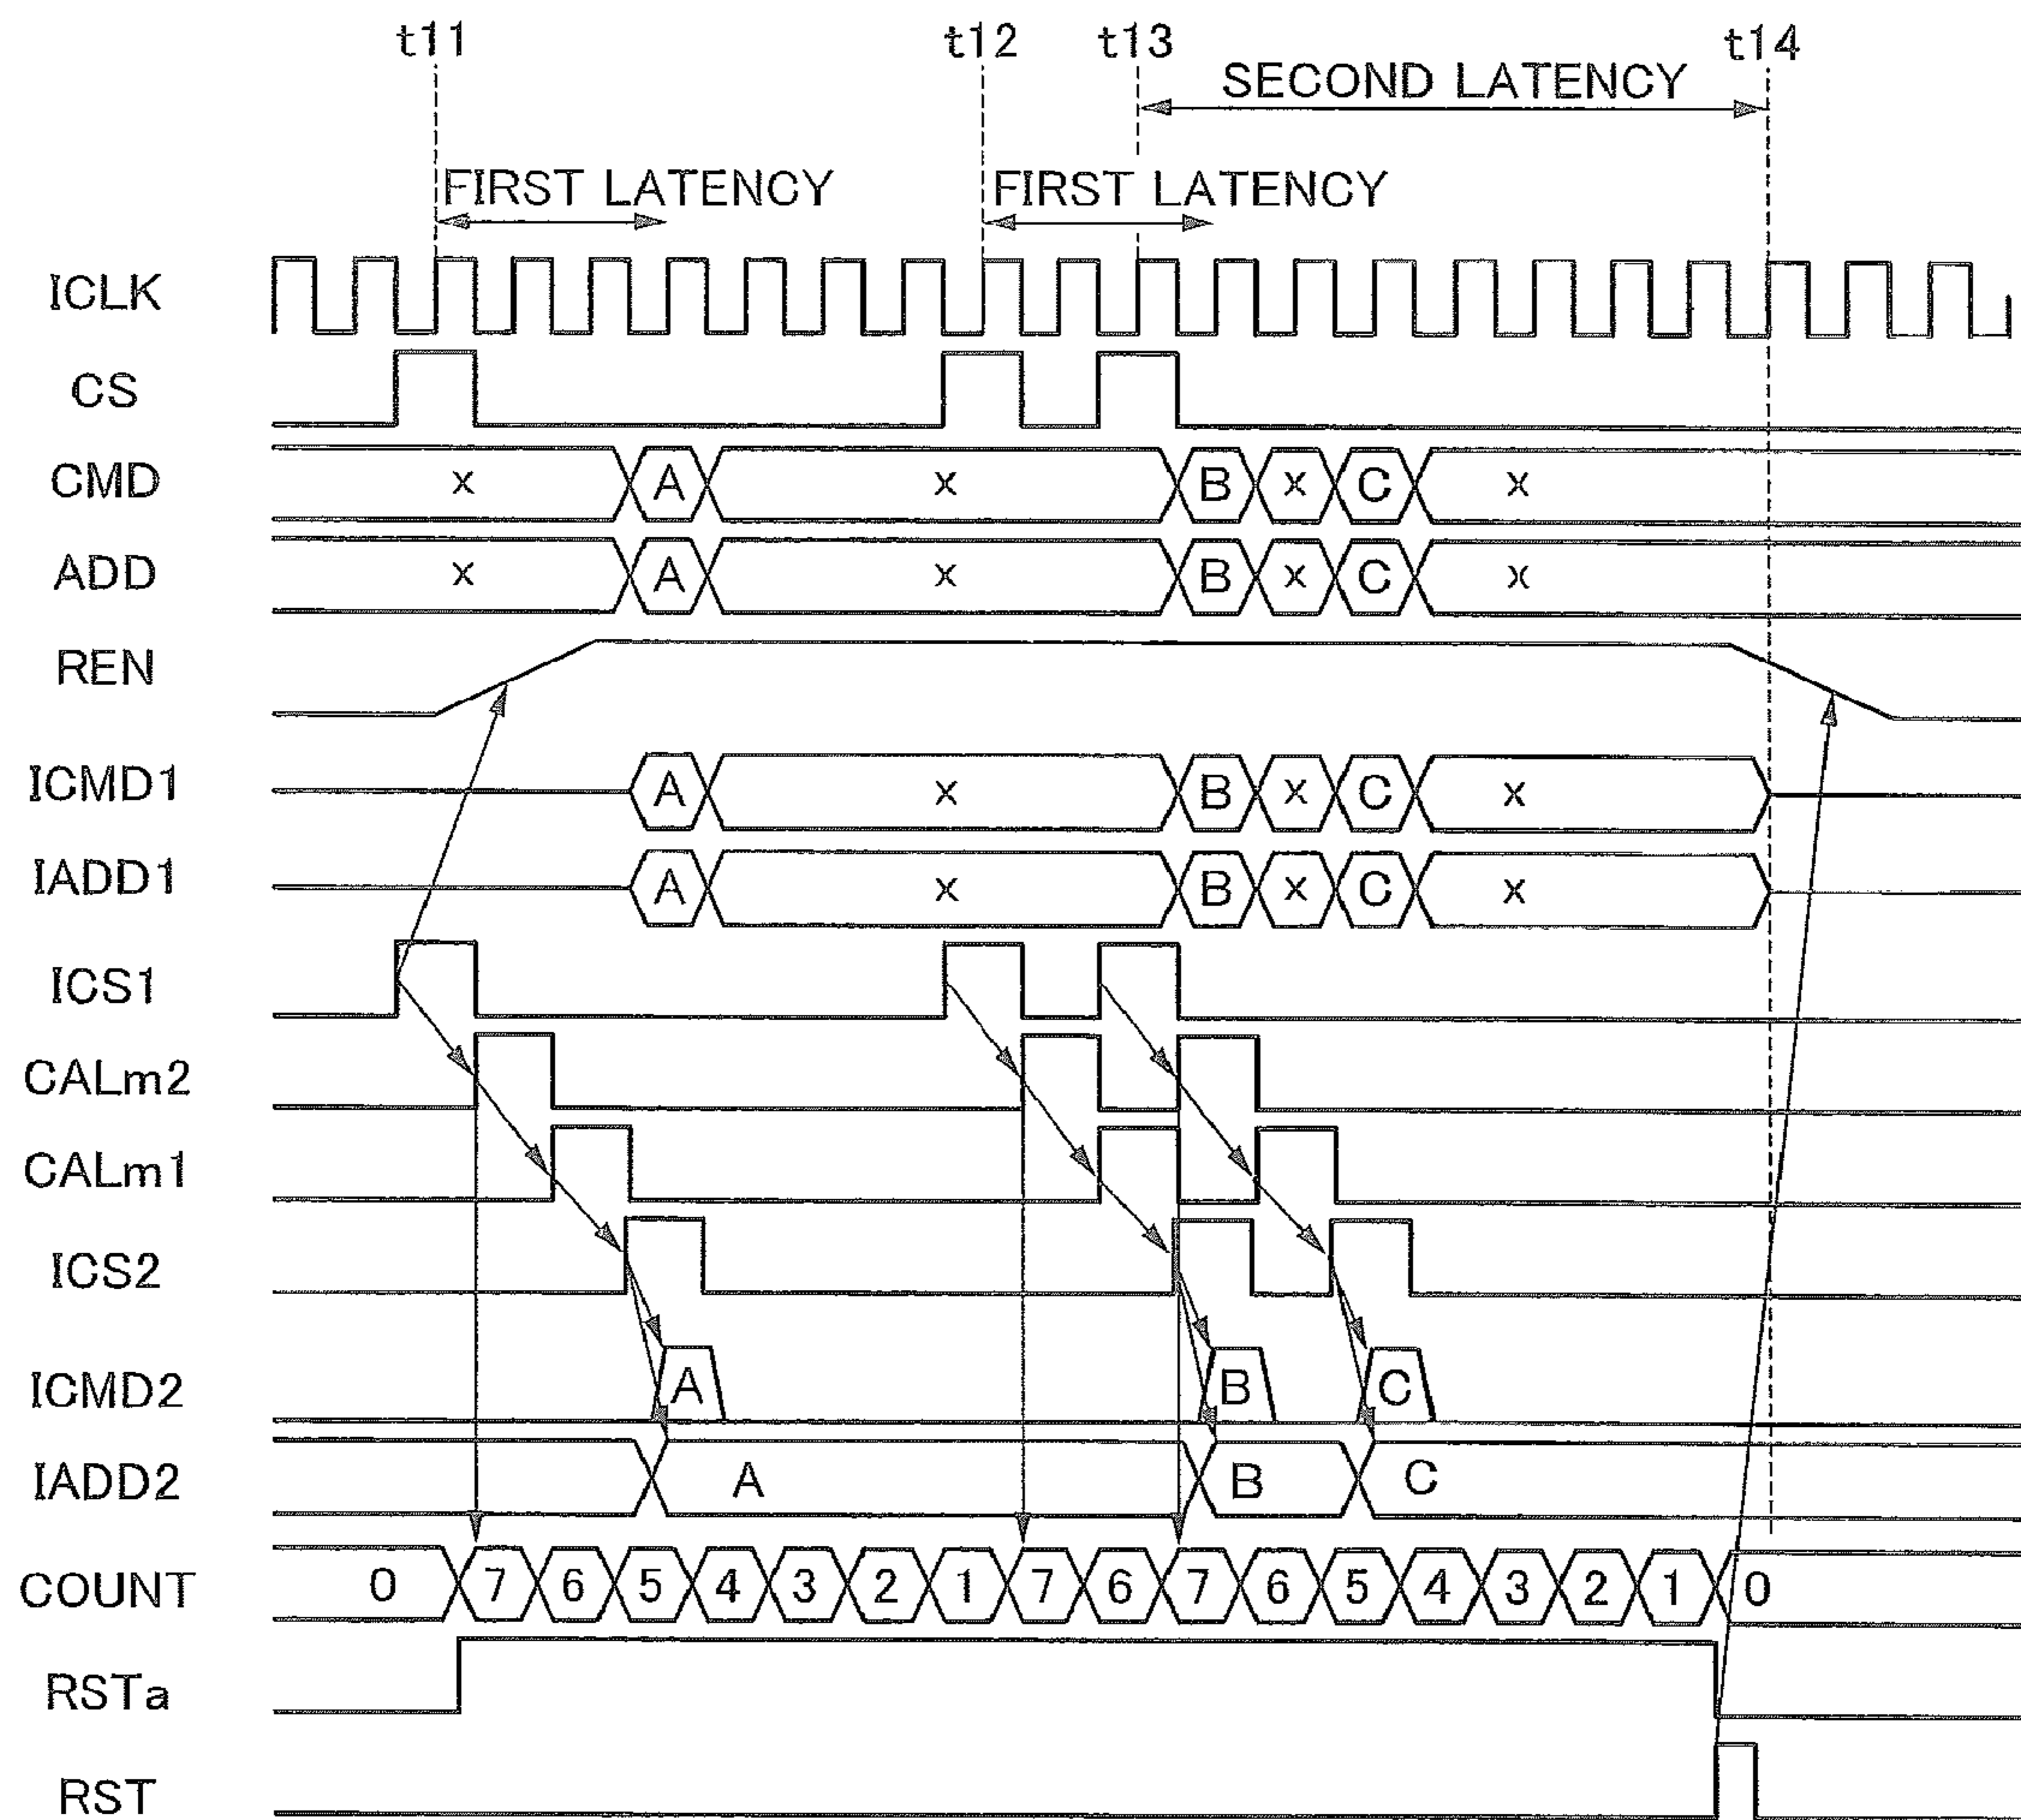 t11 t12 t13 t14
SECOND LATENCY
FIRST LATENCY FIRST LATENCY
ICLK
CS
CMD x A x B x C x
ADD x A x B x C x
REN
ICMD1 A x B x C x
IADD1 A x B x C x
ICS1
CALm2
CALm1
ICS2
ICMD2 A B C
IADD2 A B C
COUNT 0 7 6 5 4 3 2 1 7 6 7 6 5 4 3 2 1 0
RSTa
RST